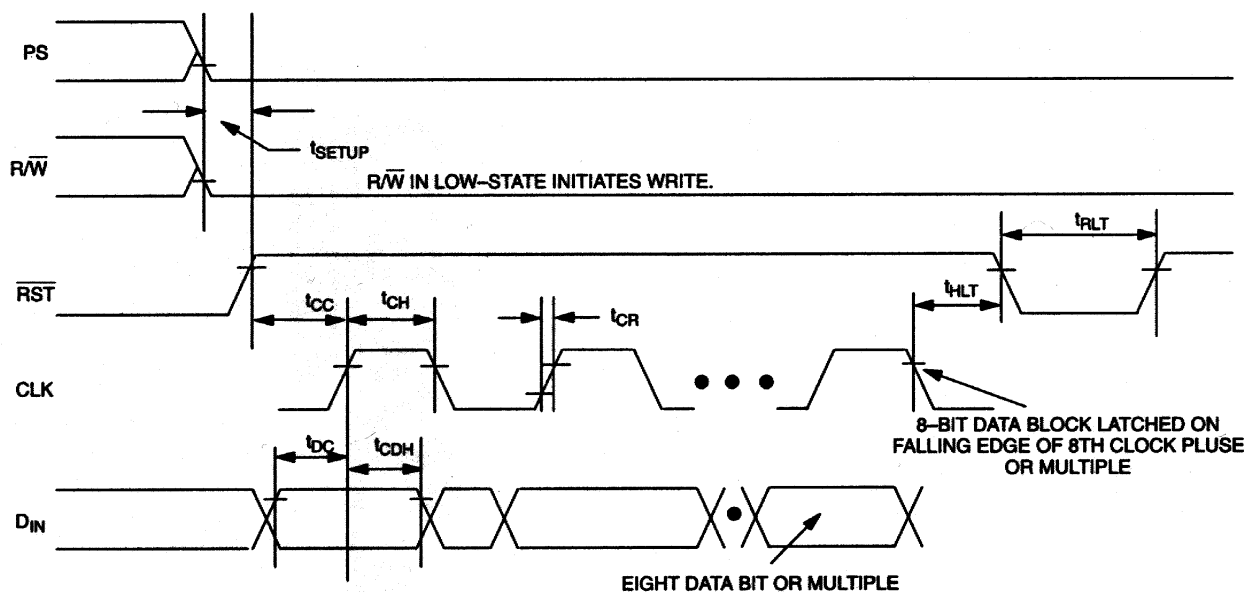 PS
tSETUP
R/W̅
R/W̅ IN LOW–STATE INITIATES WRITE.
tRLT
R̅S̅T̅
tCC
tCH
tCR
tHLT
CLK
8–BIT DATA BLOCK LATCHED ON
FALLING EDGE OF 8TH CLOCK PLUSE
OR MULTIPLE
tDC
tCDH
DIN
EIGHT DATA BIT OR MULTIPLE